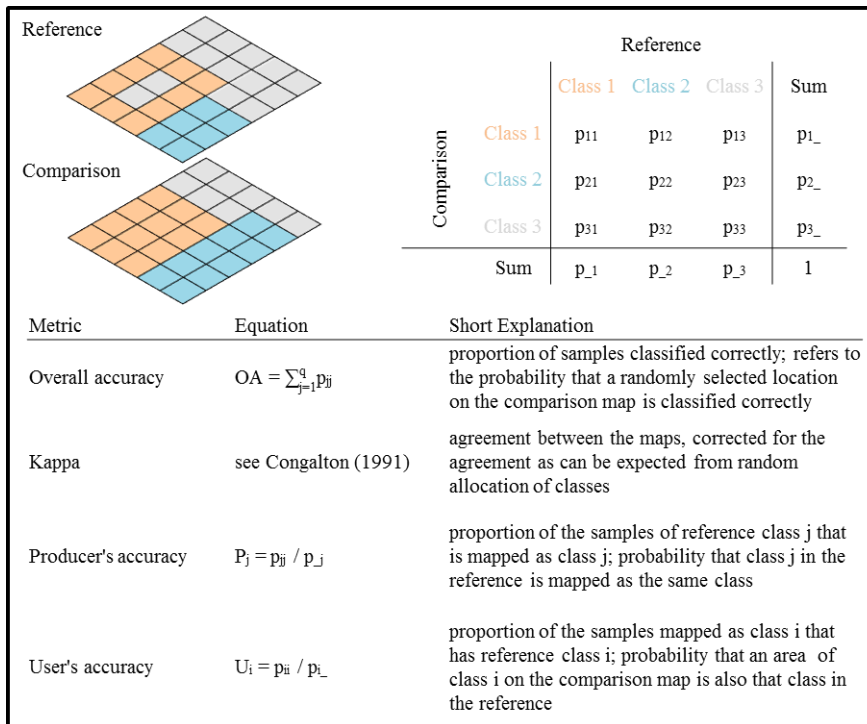 Reference
Comparison
Reference
Class 1 Class 2 Class 3 Sum
Comparison
Class 1 p11 p12 p13 p1_
Class 2 p21 p22 p23 p2_
Class 3 p31 p32 p33 p3_
Sum p_1 p_2 p_3 1
Metric Equation Short Explanation
Overall accuracy OA = ∑^q_{j=1} pjj
proportion of samples classified correctly; refers to
the probability that a randomly selected location
on the comparison map is classified correctly
Kappa see Congalton (1991)
agreement between the maps, corrected for the
agreement as can be expected from random
allocation of classes
Producer's accuracy Pj = pjj / p_j
proportion of the samples of reference class j that
is mapped as class j; probability that class j in the
reference is mapped as the same class
User's accuracy Ui = pii / pi_
proportion of the samples mapped as class i that
has reference class i; probability that an area of
class i on the comparison map is also that class in
the reference